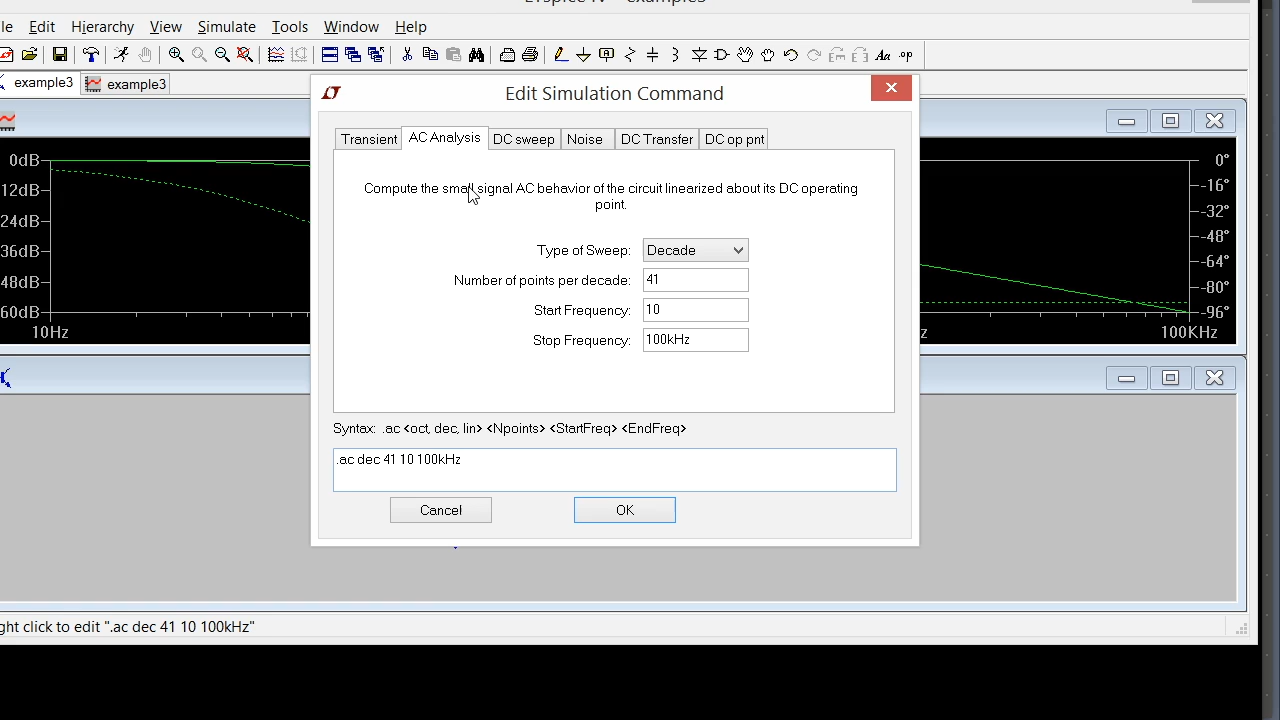 le Edit Hierarchy View Simulate Tools Window Help
.op
example3 example3
Edit Simulation Command
Transient AC Analysis DC sweep Noise DC Transfer DC op pnt
Compute the small signal AC behavior of the circuit linearized about its DC operating
point.
Type of Sweep: Decade
Number of points per decade: 41
Start Frequency: 10
Stop Frequency: 100kHz
Syntax: .ac <oct, dec, lin> <Npoints> <StartFreq> <EndFreq>
.ac dec 41 10 100kHz
Cancel OK
0dB
12dB
24dB
36dB
48dB
60dB
10Hz
0°
-16°
-32°
-48°
-64°
-80°
-96°
z 100KHz
ght click to edit ".ac dec 41 10 100kHz"